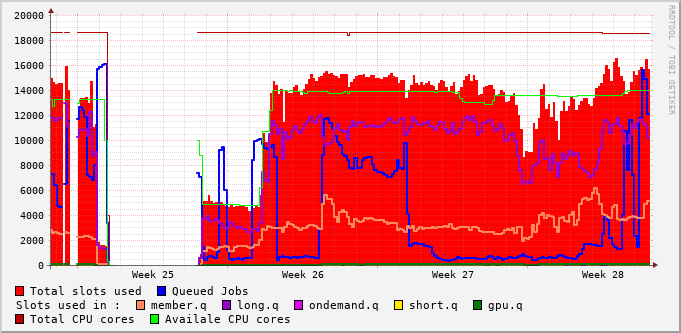 20000
18000
16000
14000
12000
10000
8000
6000
4000
2000
0
Week 25 Week 26 Week 27 Week 28
Total slots used Queued Jobs
Slots used in : member.q long.q ondemand.q short.q gpu.q
Total CPU cores Availale CPU cores
RRDTOOL / TOBI OETIKER